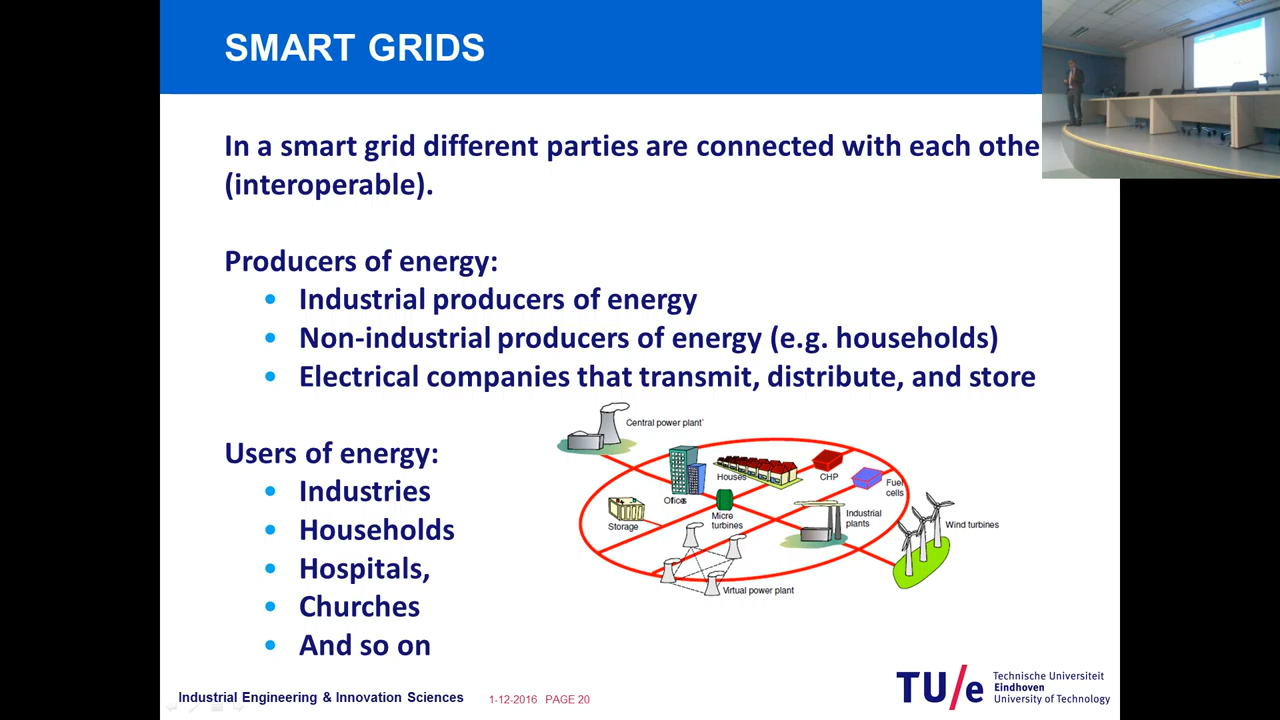 SMART GRIDS
In a smart grid different parties are connected with each othe
(interoperable).
Producers of energy:
• Industrial producers of energy
• Non-industrial producers of energy (e.g. households)
• Electrical companies that transmit, distribute, and store
Users of energy:
• Industries
• Households
• Hospitals,
• Churches
• And so on
Central power plant`
Houses
CHP
Fuel
cells
Offices
Storage
Micre
turbines
Industrial
plants
Wind turbines
Virtual power plant
Industrial Engineering & Innovation Sciences 1-12-2016 PAGE 20
TU/e Technische Universiteit
Eindhoven
University of Technology